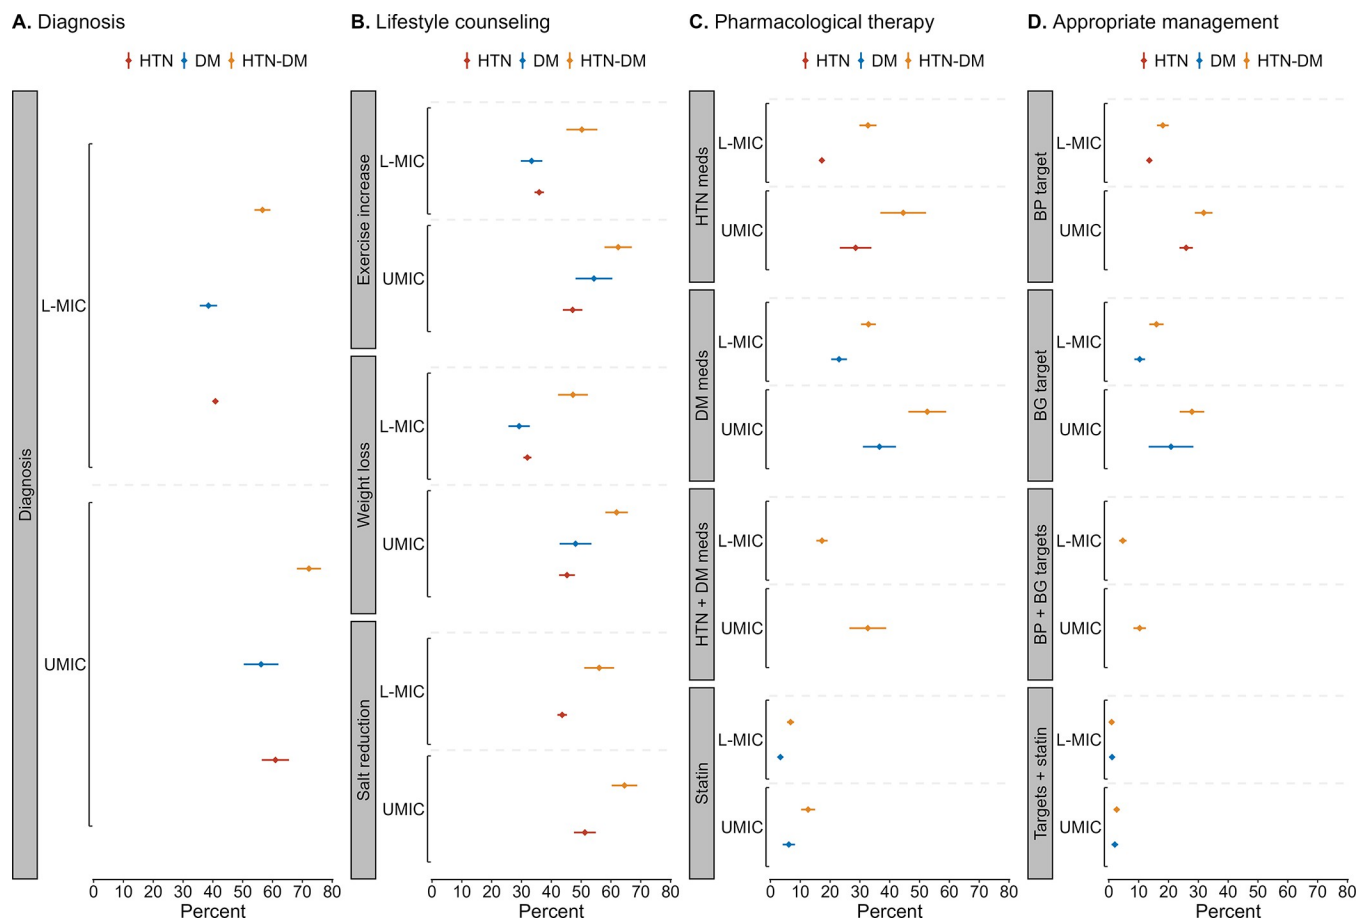 A. Diagnosis
HTN DM HTN-DM
Diagnosis
L-MIC
UMIC
0 10 20 30 40 50 60 70 80
Percent
B. Lifestyle counseling
HTN DM HTN-DM
Exercise increase
L-MIC
UMIC
Weight loss
L-MIC
UMIC
Salt reduction
L-MIC
UMIC
0 10 20 30 40 50 60 70 80
Percent
C. Pharmacological therapy
HTN DM HTN-DM
HTN meds
L-MIC
UMIC
DM meds
L-MIC
UMIC
HTN + DM meds
L-MIC
UMIC
Statin
L-MIC
UMIC
0 10 20 30 40 50 60 70 80
Percent
D. Appropriate management
HTN DM HTN-DM
BP target
L-MIC
UMIC
BG target
L-MIC
UMIC
BP + BG targets
L-MIC
UMIC
Targets + statin
L-MIC
UMIC
0 10 20 30 40 50 60 70 80
Percent